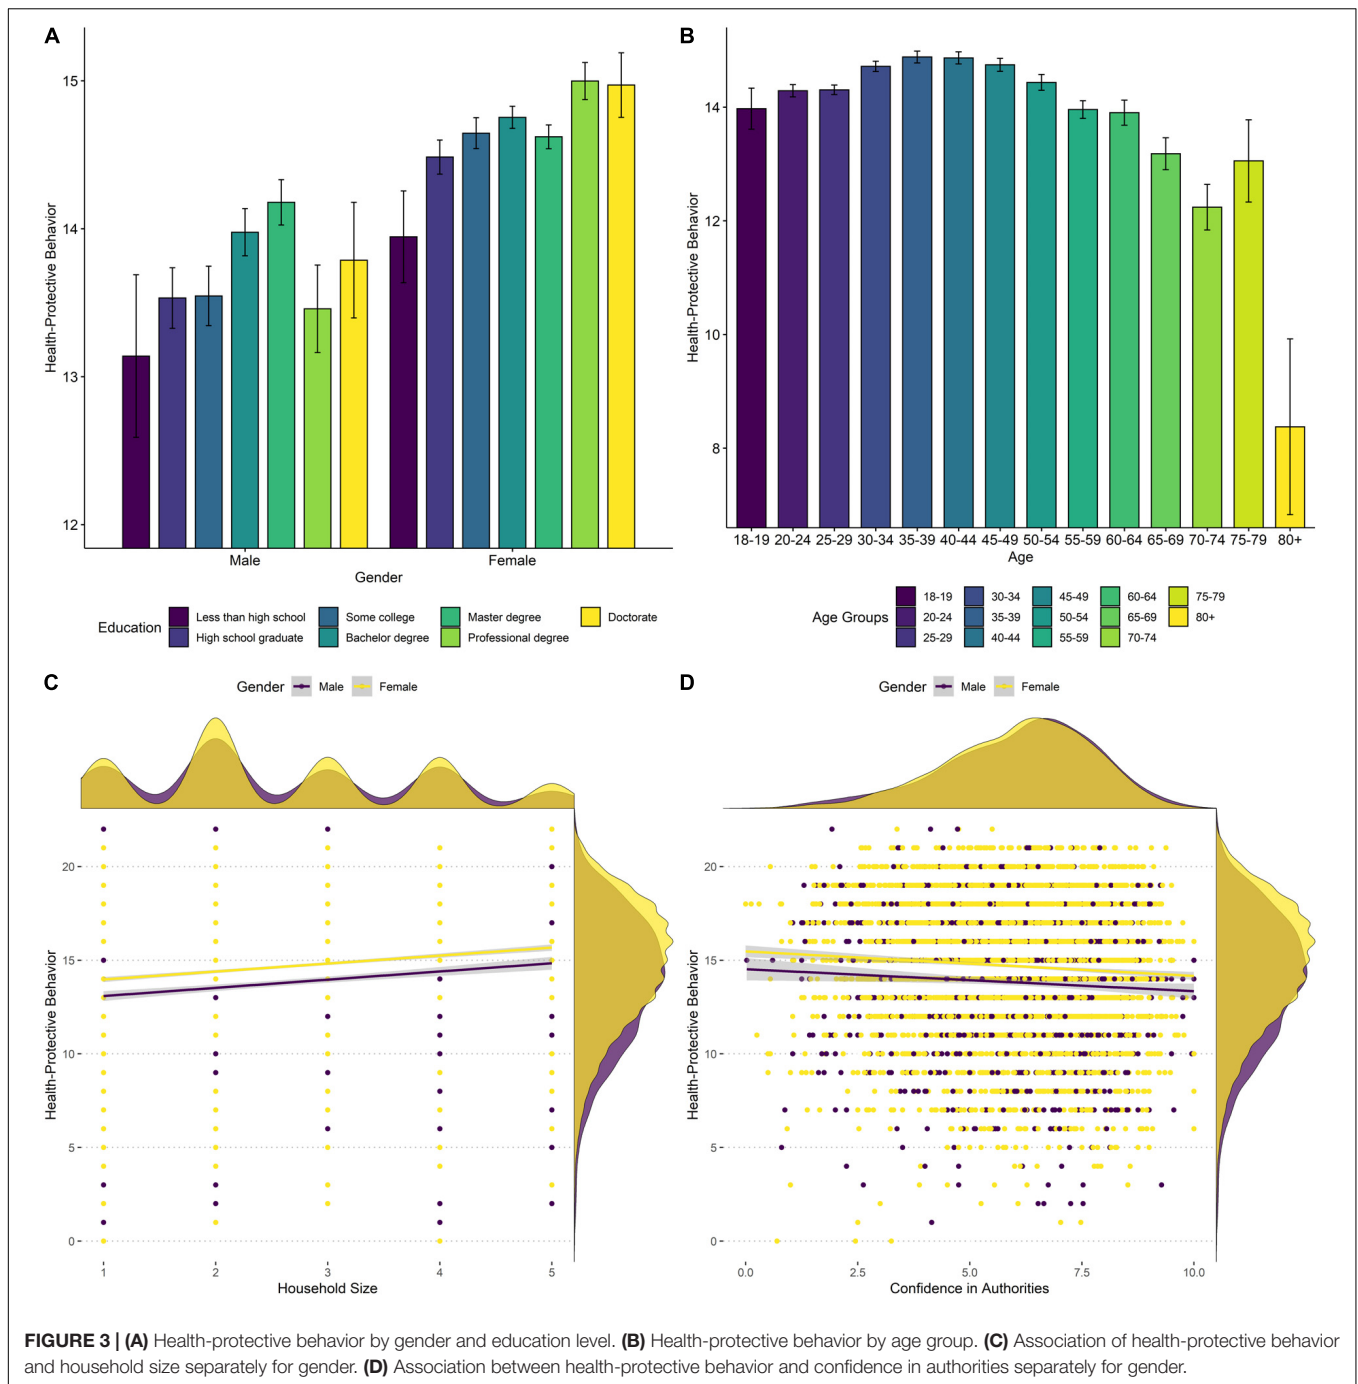 A
Health-Protective Behavior
15
14
13
12
Male Female
Gender
Education
Less than high school Some college Master degree Doctorate
High school graduate Bachelor degree Professional degree
B
Health-Protective Behavior
14
12
10
8
18-19 20-24 25-29 30-34 35-39 40-44 45-49 50-54 55-59 60-64 65-69 70-74 75-79 80+
Age
Age Groups
18-19 30-34 45-49 60-64 75-79
20-24 35-39 50-54 65-69 80+
25-29 40-44 55-59 70-74
C
Gender Male Female
Health-Protective Behavior
20
15
10
5
0
1 2 3 4 5
Household Size
D
Gender Male Female
Health-Protective Behavior
20
15
10
5
0
0.0 2.5 5.0 7.5 10.0
Confidence in Authorities
FIGURE 3 | (A) Health-protective behavior by gender and education level. (B) Health-protective behavior by age group. (C) Association of health-protective behavior
and household size separately for gender. (D) Association between health-protective behavior and confidence in authorities separately for gender.